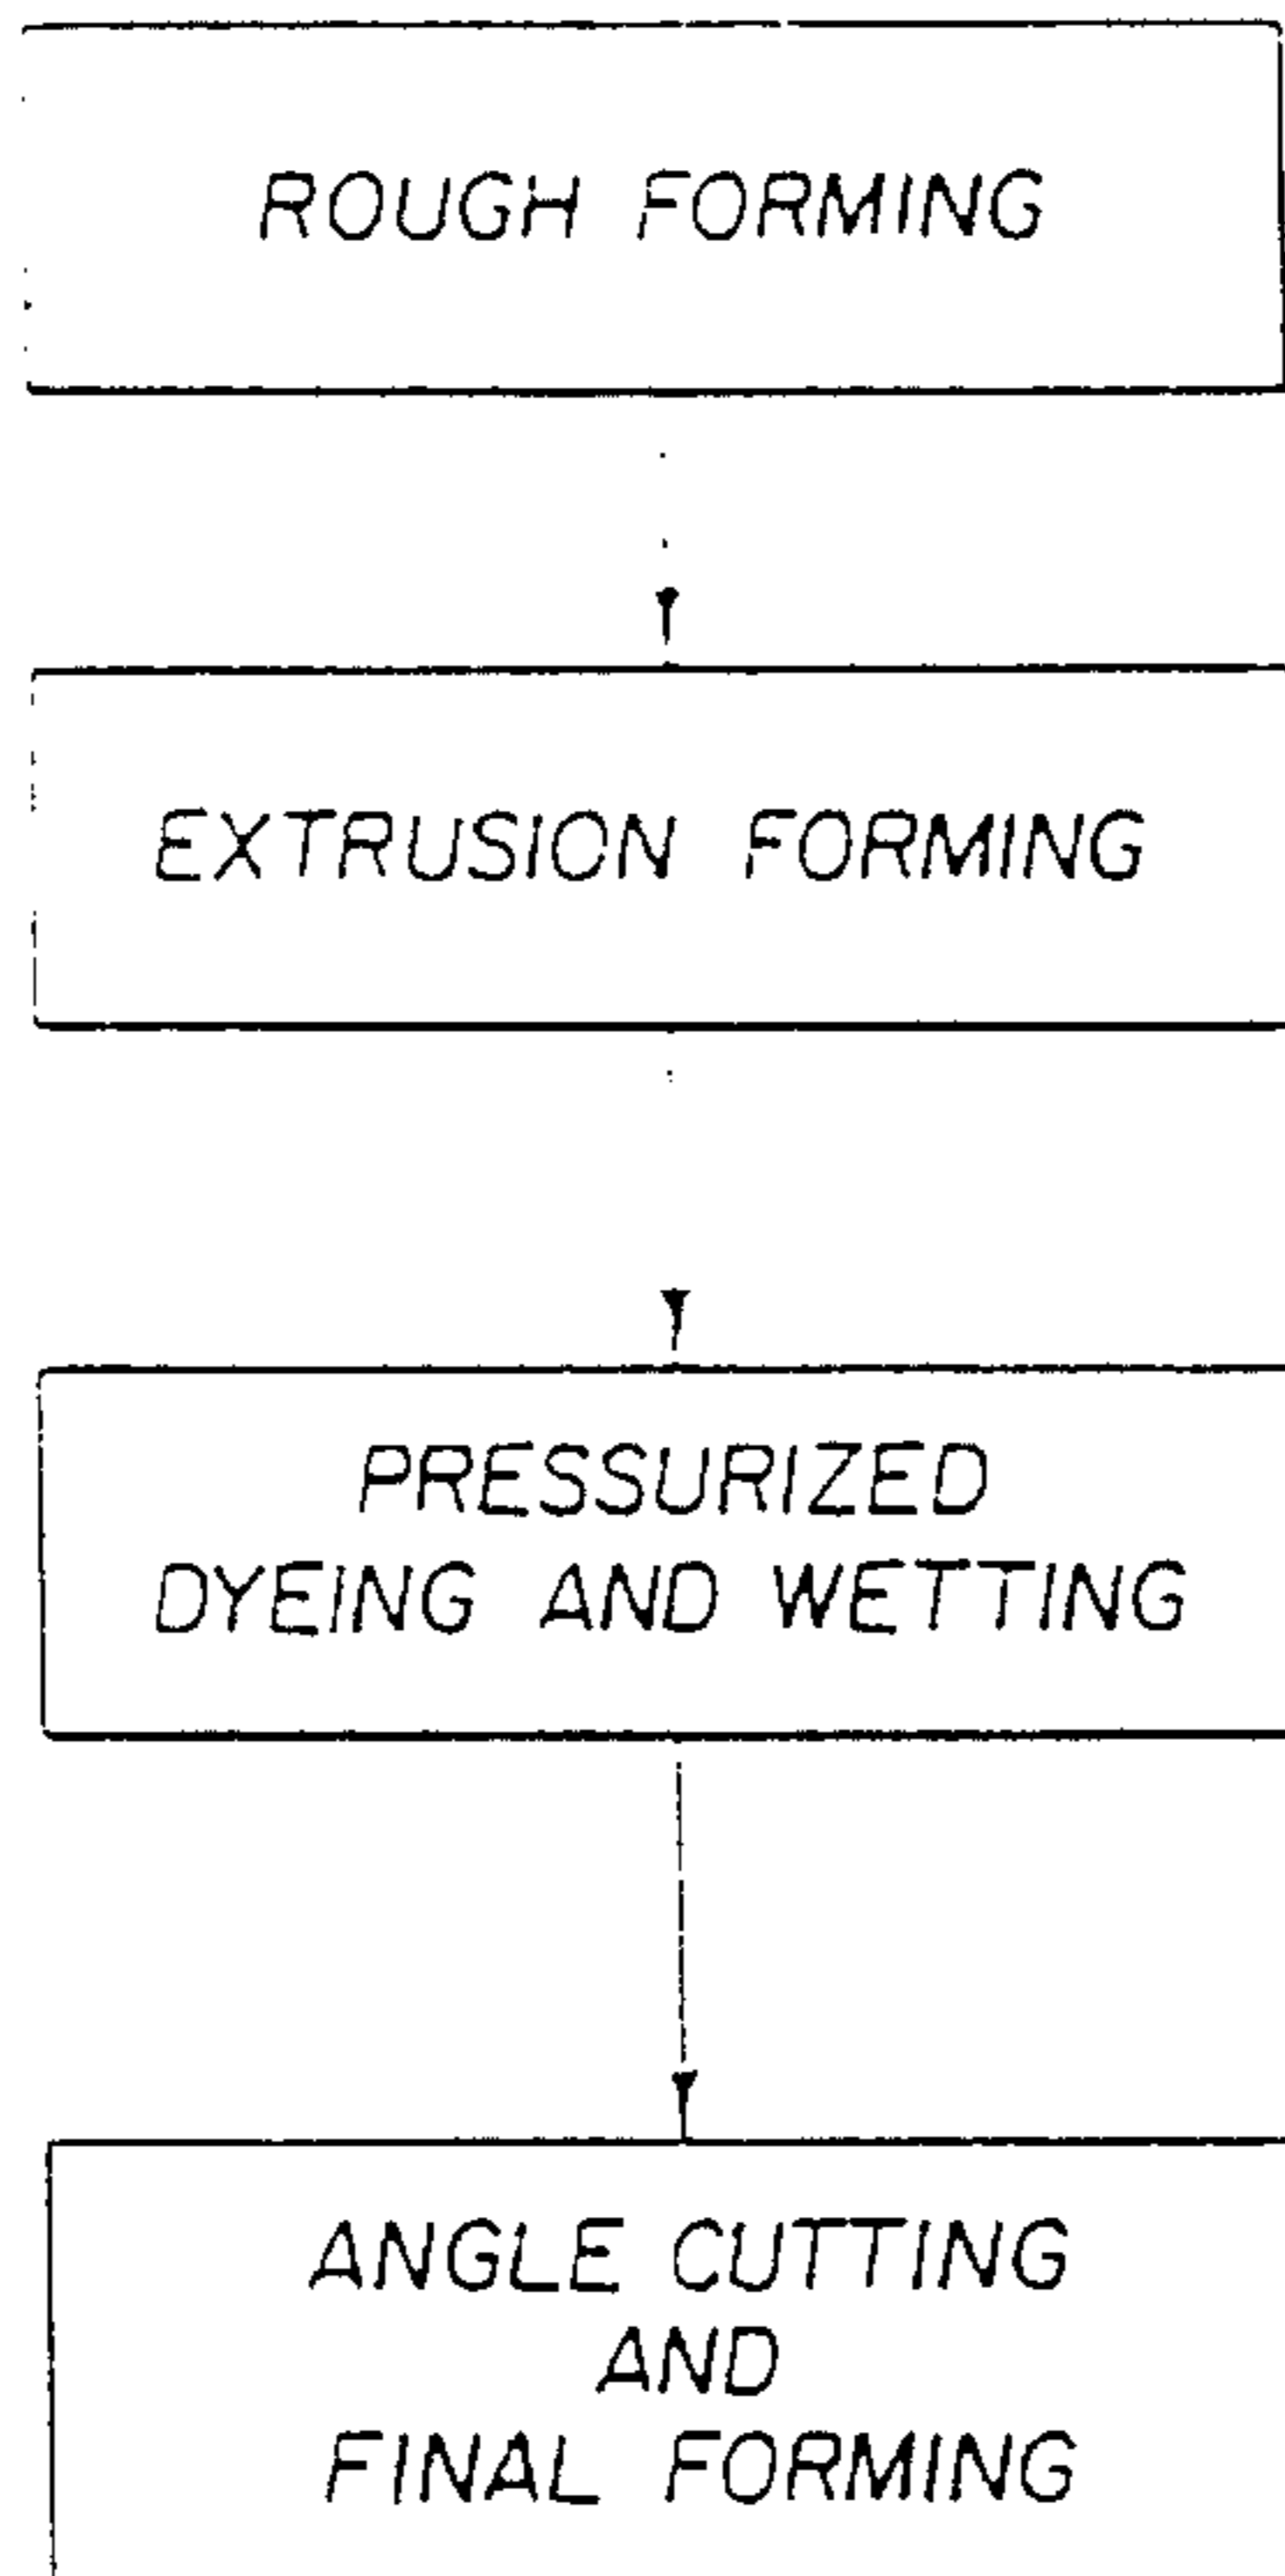 ROUGH FORMING
EXTRUSION FORMING
PRESSURIZED
DYEING AND WETTING
ANGLE CUTTING
AND
FINAL FORMING